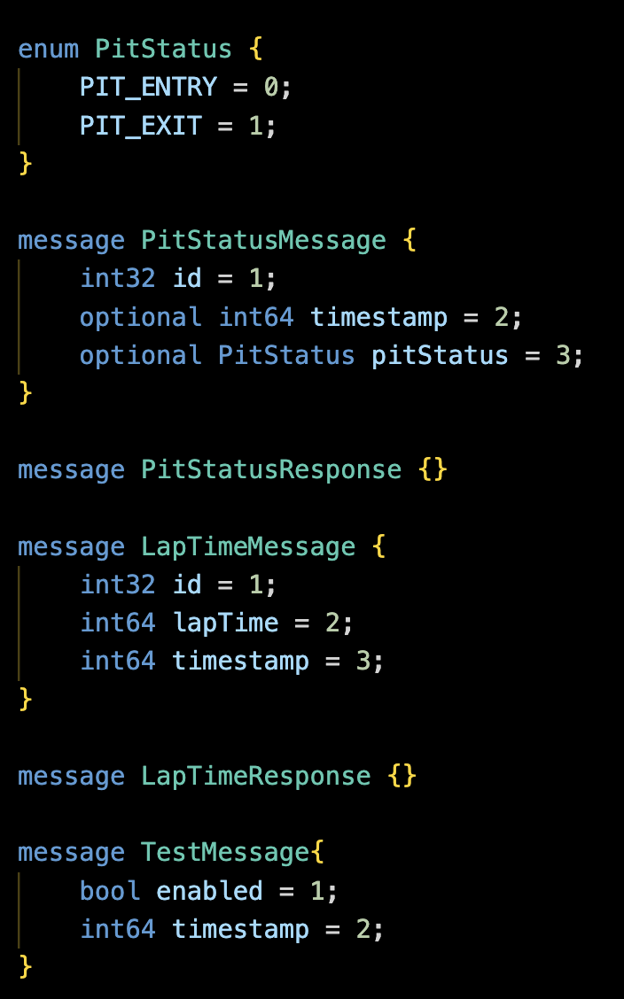 enum PitStatus {
    PIT_ENTRY = 0;
    PIT_EXIT = 1;
}

message PitStatusMessage {
    int32 id = 1;
    optional int64 timestamp = 2;
    optional PitStatus pitStatus = 3;
}

message PitStatusResponse {}

message LapTimeMessage {
    int32 id = 1;
    int64 lapTime = 2;
    int64 timestamp = 3;
}

message LapTimeResponse {}

message TestMessage{
    bool enabled = 1;
    int64 timestamp = 2;
}